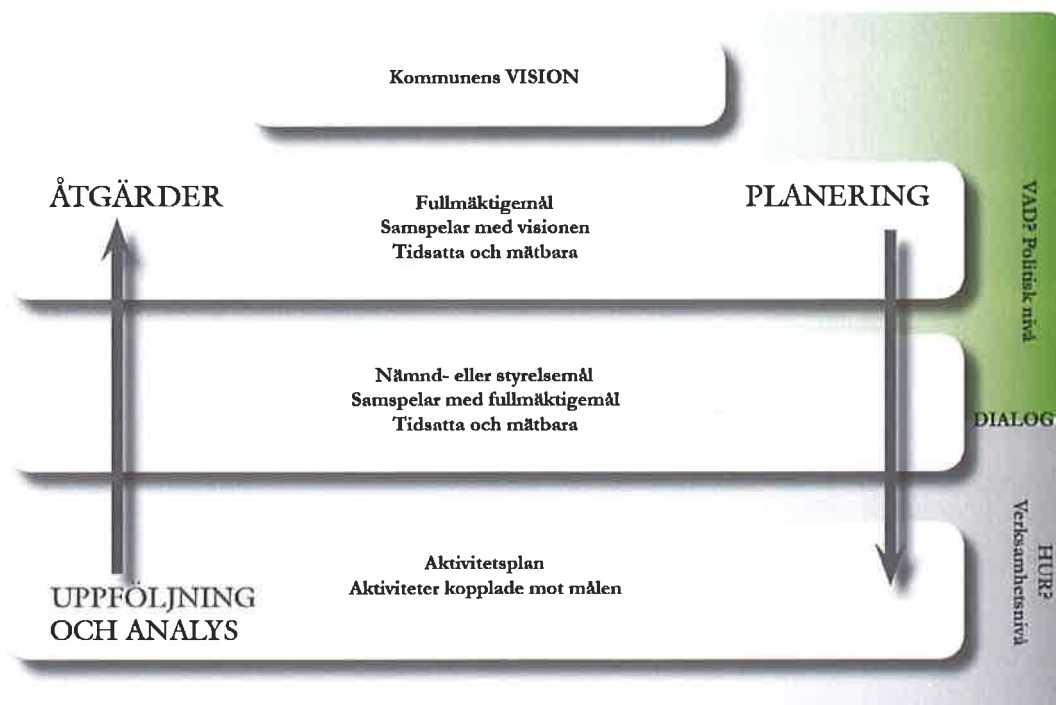 Kommunens VISION
ÅTGÄRDER
Fullmäktigemål
Samspelar med visionen
Tidsatta och mätbara
PLANERING
VAD? Politisk nivå
Nämnd- eller styrelsemål
Samspelar med fullmäktigemål
Tidsatta och mätbara
DIALOG
Aktivitetsplan
Aktiviteter kopplade mot målen
UPPFÖLJNING
OCH ANALYS
HUR?
Verksamhetsnivå